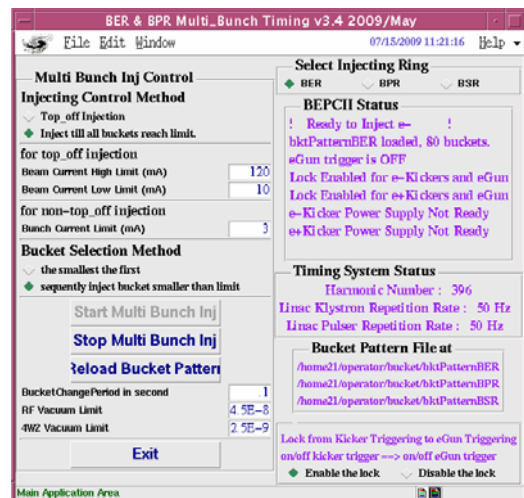 BER & BPR Multi_Bunch Timing v3.4 2009/May
File Edit Window 07/15/2009 11:21:16 Help
Multi Bunch Inj Control
Injecting Control Method
Top_off Injection
Inject till all buckets reach limit.
for top_off injection
Beam Current High Limit (mA) 120
Beam Current Low Limit (mA) 10
for non-top_off injection
Bunch Current Limit (mA) 3
Bucket Selection Method
the smallest the first
sequently inject bucket smaller than limit
Start Multi Bunch Inj
Stop Multi Bunch Inj
Reload Bucket Pattern
BucketChangePeriod in second .1
RF Vacuum Limit 4.5E-8
4W2 Vacuum Limit 2.5E-9
Exit
Select Injecting Ring
BER BPR BSR
BEPCII Status
! Ready to Inject e- !
bktPatternBER loaded, 80 buckets.
eGun trigger is OFF
Lock Enabled for e-Kickers and eGun
Lock Enabled for e+Kickers and eGun
e-Kicker Power Supply Not Ready
e+Kicker Power Supply Not Ready
Timing System Status
Harmonic Number : 396
Linac Klystron Repetition Rate : 50 Hz
Linac Pulser Repetition Rate : 50 Hz
Bucket Pattern File at
/home21/operator/bucket/bktPatternBER
/home21/operator/bucket/bktPatternBPR
/home21/operator/bucket/bktPatternBSR
Lock from Kicker Triggering to eGun Triggering
on/off kicker trigger ==> on/off eGun trigger
Enable the lock Disable the lock
Main Application Area